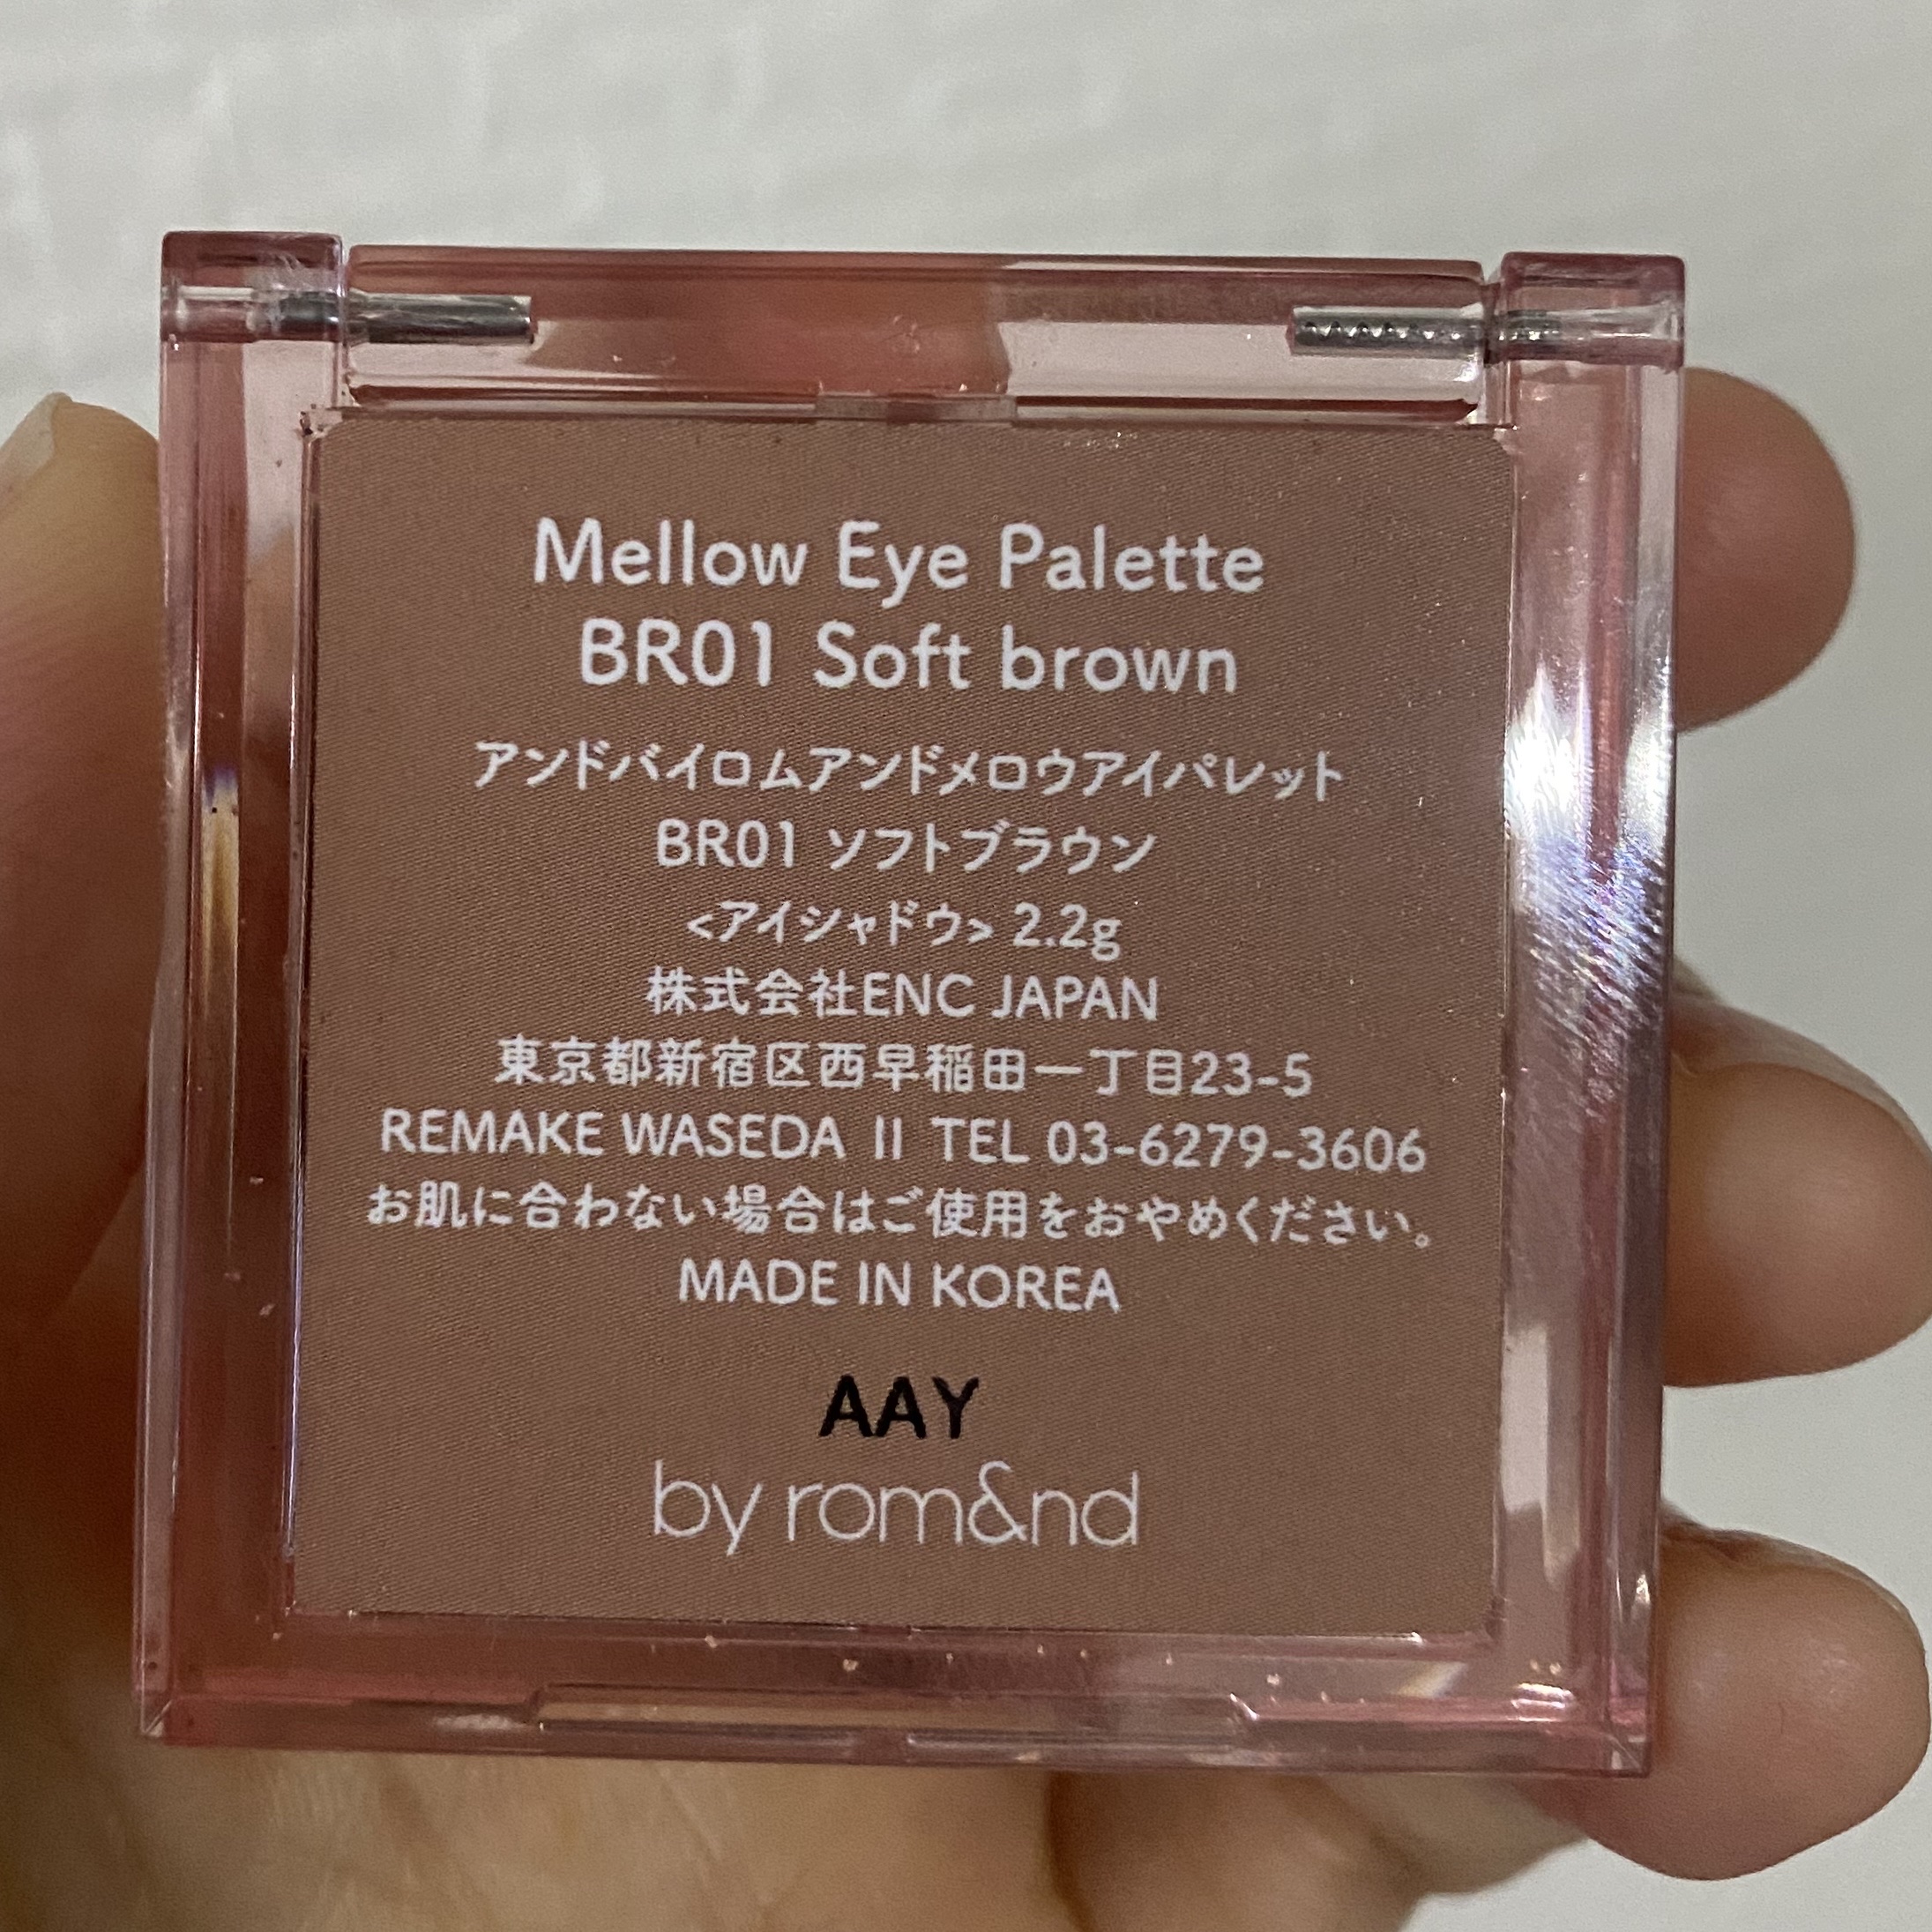 Mellow Eye Palette
BR01 Soft brown
アンドバイロムアンドメロウアイパレット
BR01 ソフトブラウン
<アイシャドウ> 2.2g
株式会社ENC JAPAN
東京都新宿区西早稲田一丁目23-5
REMAKE WASEDA II TEL 03-6279-3606
お肌に合わない場合はご使用をおやめください。
MADE IN KOREA
AAY
by rom&nd